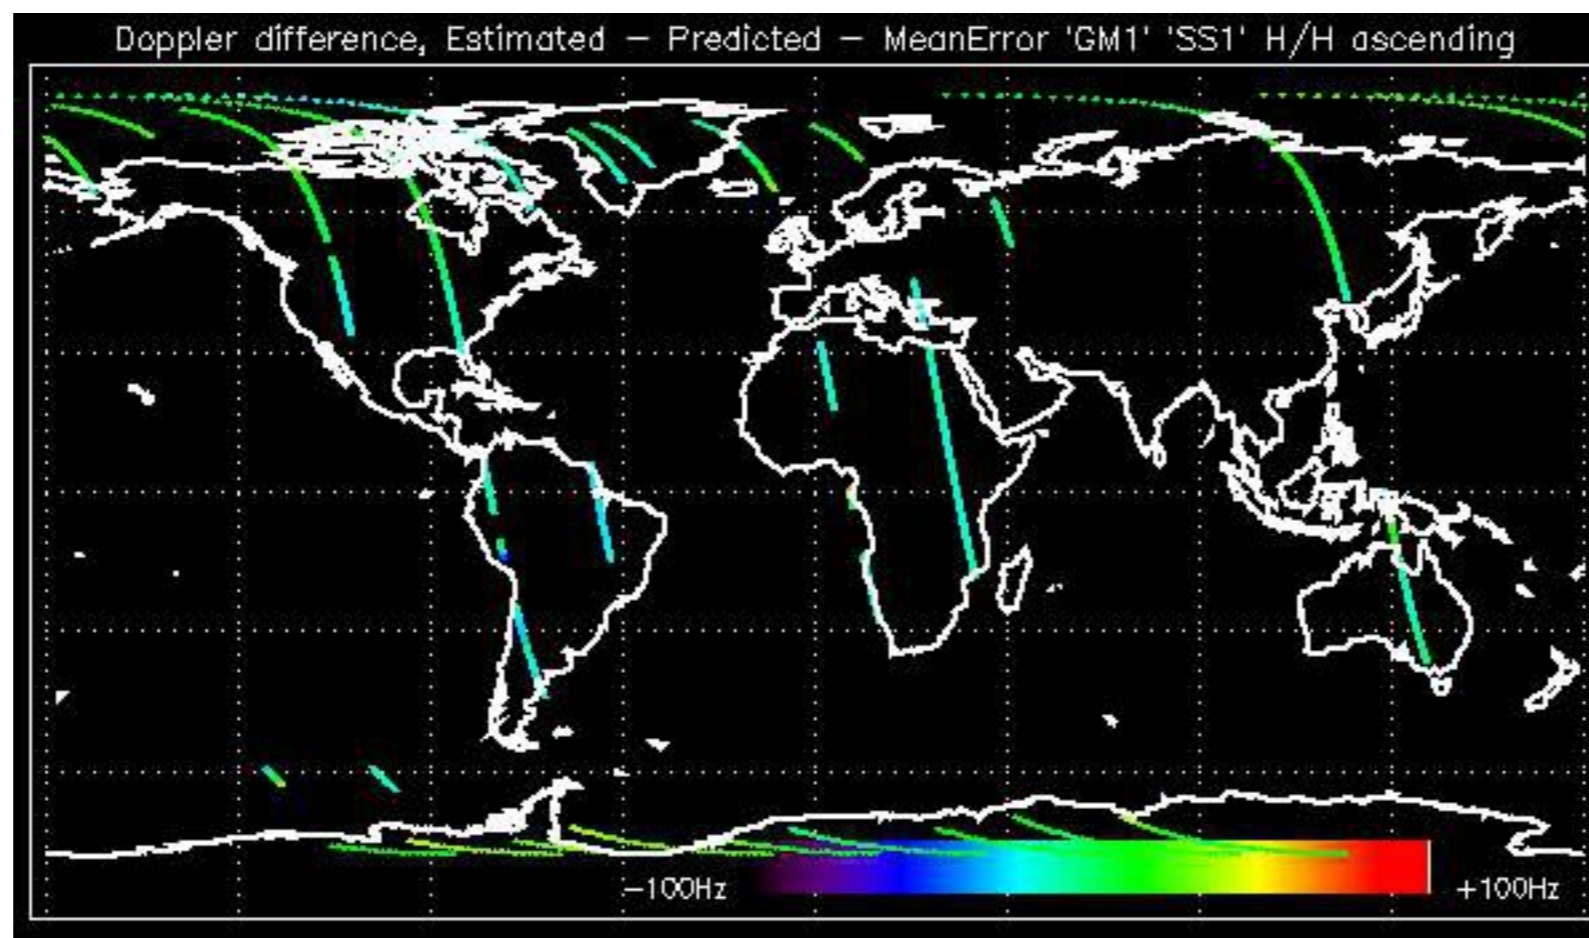 Doppler difference, Estimated – Predicted – MeanError 'GM1' 'SS1' H/H ascending
-100Hz
+100Hz